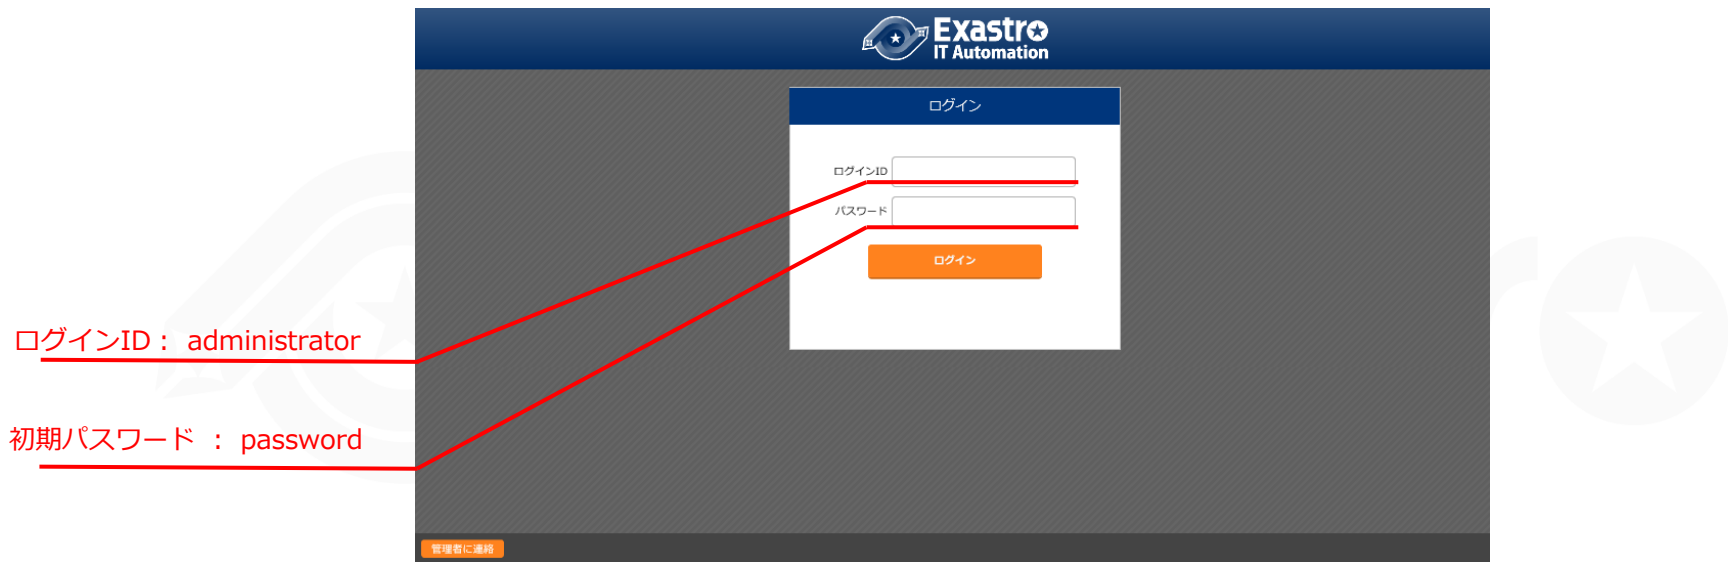 Exastro
IT Automation
ログイン
ログインID
パスワード
ログイン
ログインID： administrator
初期パスワード ： password
管理者に連絡